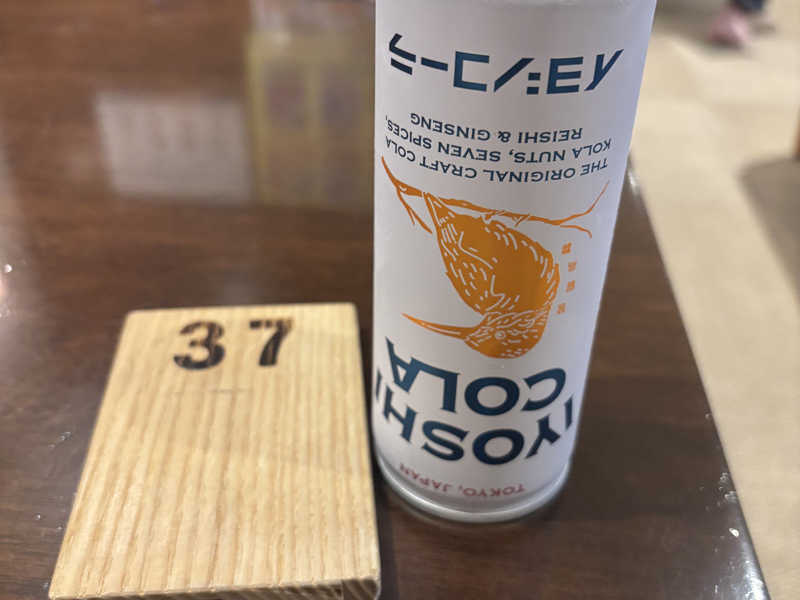 37
TOKYO, JAPAN
IYOSHI
COLA
THE ORIGINAL CRAFT COLA
KOLA NUTS, SEVEN SPICES,
REISHI & GINSENG
イヨシコーラ